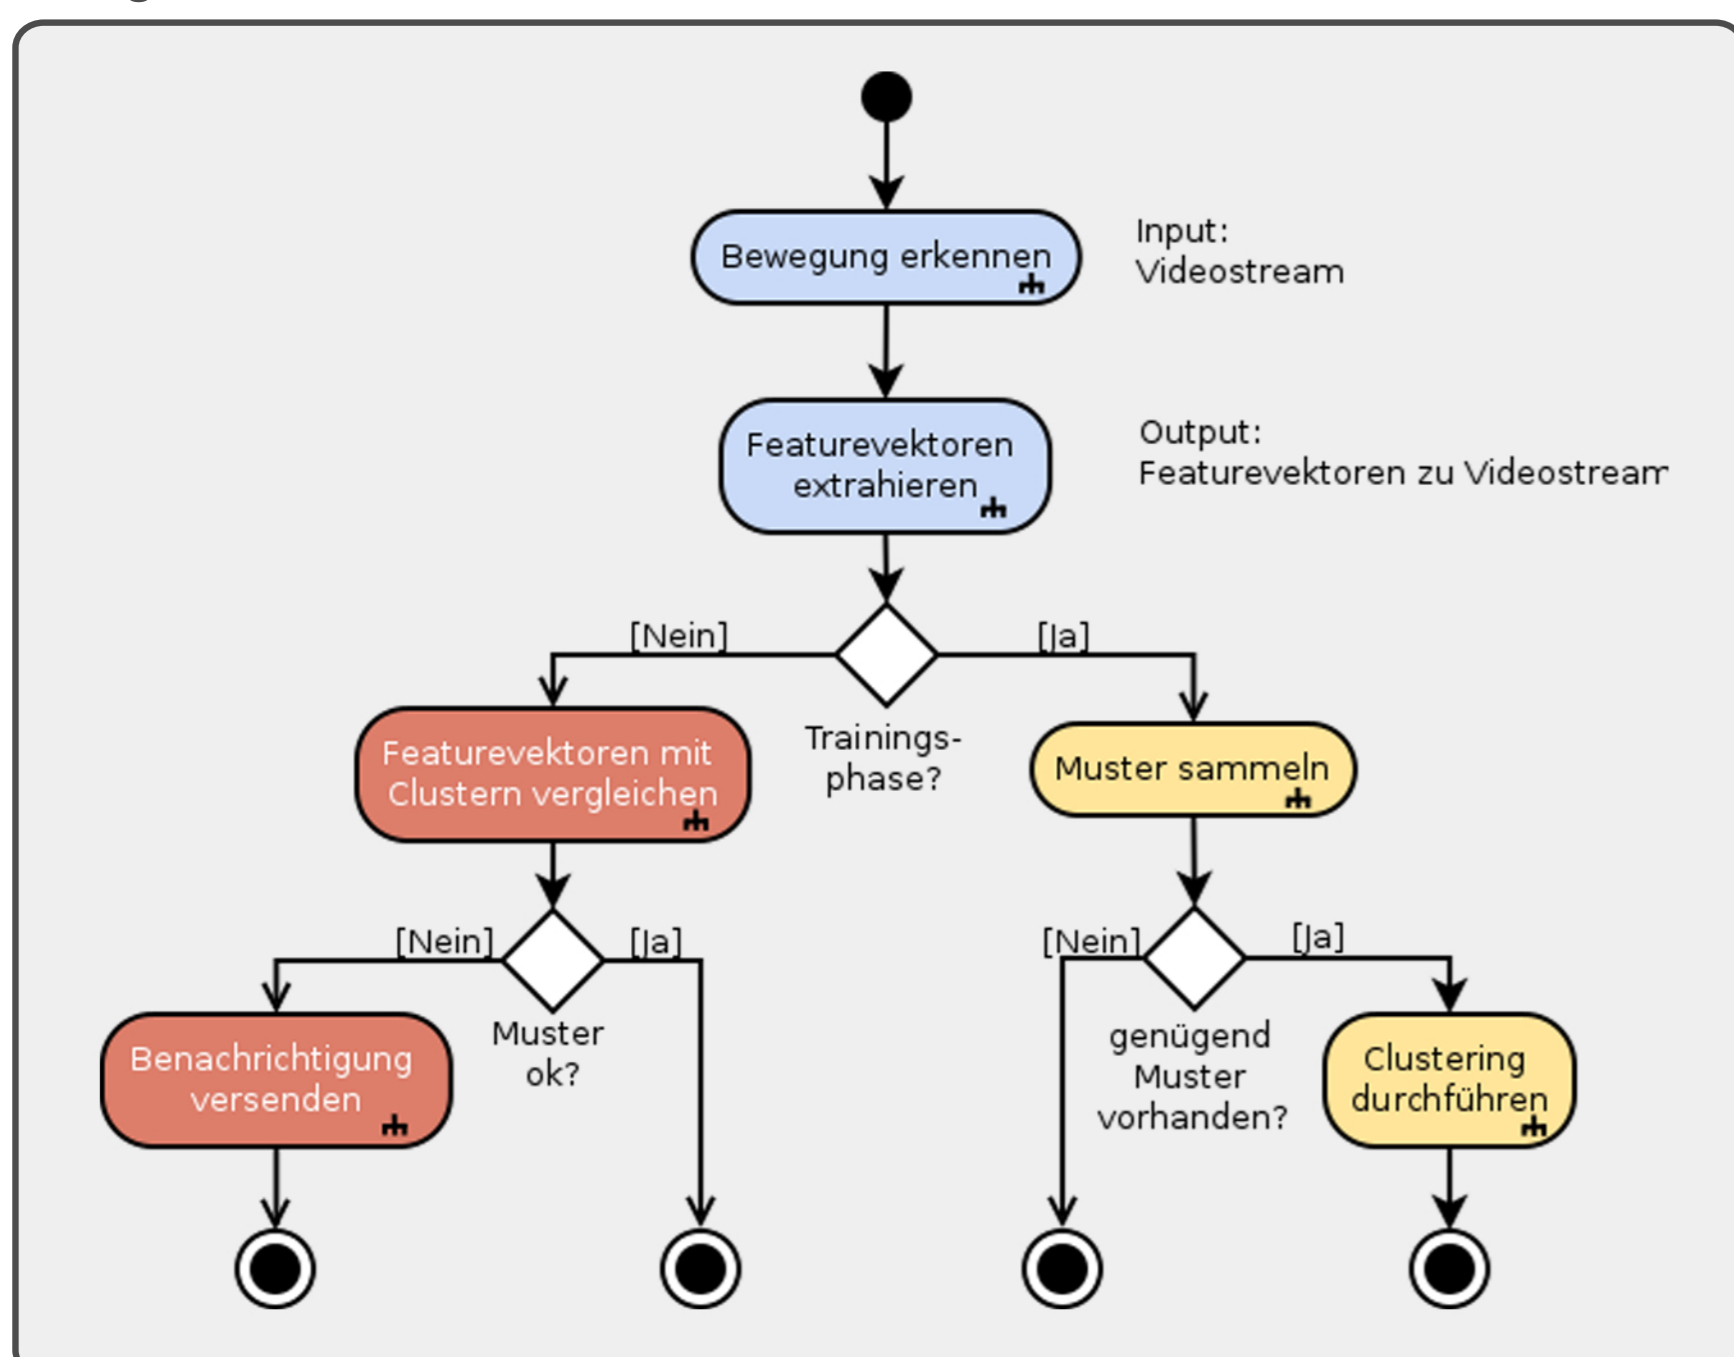 Bewegung erkennen
Input:
Videostream
Featurevektoren
extrahieren
Output:
Featurevektoren zu Videostream
[Nein]
[Ja]
Trainings-
phase?
Featurevektoren mit
Clustern vergleichen
Muster sammeln
[Nein]
[Ja]
Muster
ok?
Benachrichtigung
versenden
[Nein]
[Ja]
genügend
Muster
vorhanden?
Clustering
durchführen